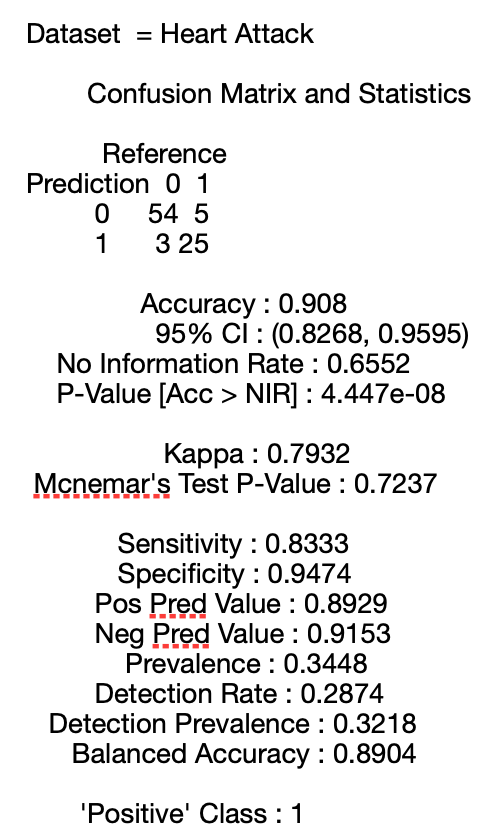 Dataset = Heart Attack
Confusion Matrix and Statistics
Reference
Prediction 0 1
0 54 5
1 3 25
Accuracy : 0.908
95% CI : (0.8268, 0.9595)
No Information Rate : 0.6552
P-Value [Acc > NIR] : 4.447e-08
Kappa : 0.7932
Mcnemar's Test P-Value : 0.7237
Sensitivity : 0.8333
Specificity : 0.9474
Pos Pred Value : 0.8929
Neg Pred Value : 0.9153
Prevalence : 0.3448
Detection Rate : 0.2874
Detection Prevalence : 0.3218
Balanced Accuracy : 0.8904
'Positive' Class : 1